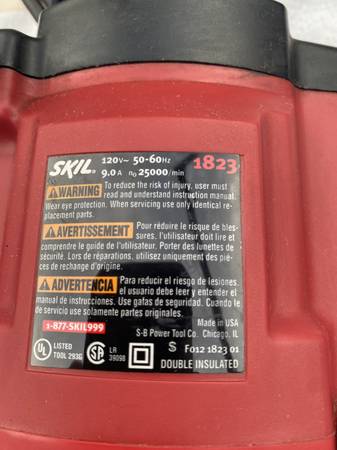 SKIL® 120V~ 50-60Hz 1823
9.0 A n₀ 25000/min
⚠WARNING To reduce the risk of injury, user must
read and understand instruction manual.
Wear eye protection. When servicing use only identical re-
placement parts.
⚠AVERTISSEMENT Pour réduire le risque de bles-
sures, l'utilisateur doit lire et
comprendre le guide de l'utilisateur. Porter des lunettes de
sécurité. Lors de réparations, utilisez uniquement des piè-
ces de rechange d'origine.
⚠ADVERTENCIA Para reducir el riesgo de lesiones,
el usuario debe leer y entender el
manual de instrucciones. Use gafas de seguridad. Cuando le
de servicio use solamente partes originales.
1-877-SKIL999 Made in USA
S-B Power Tool Co. Chicago, IL
UL LISTED SA LR S F012 1823 01
TOOL 293G 39098 DOUBLE INSULATED